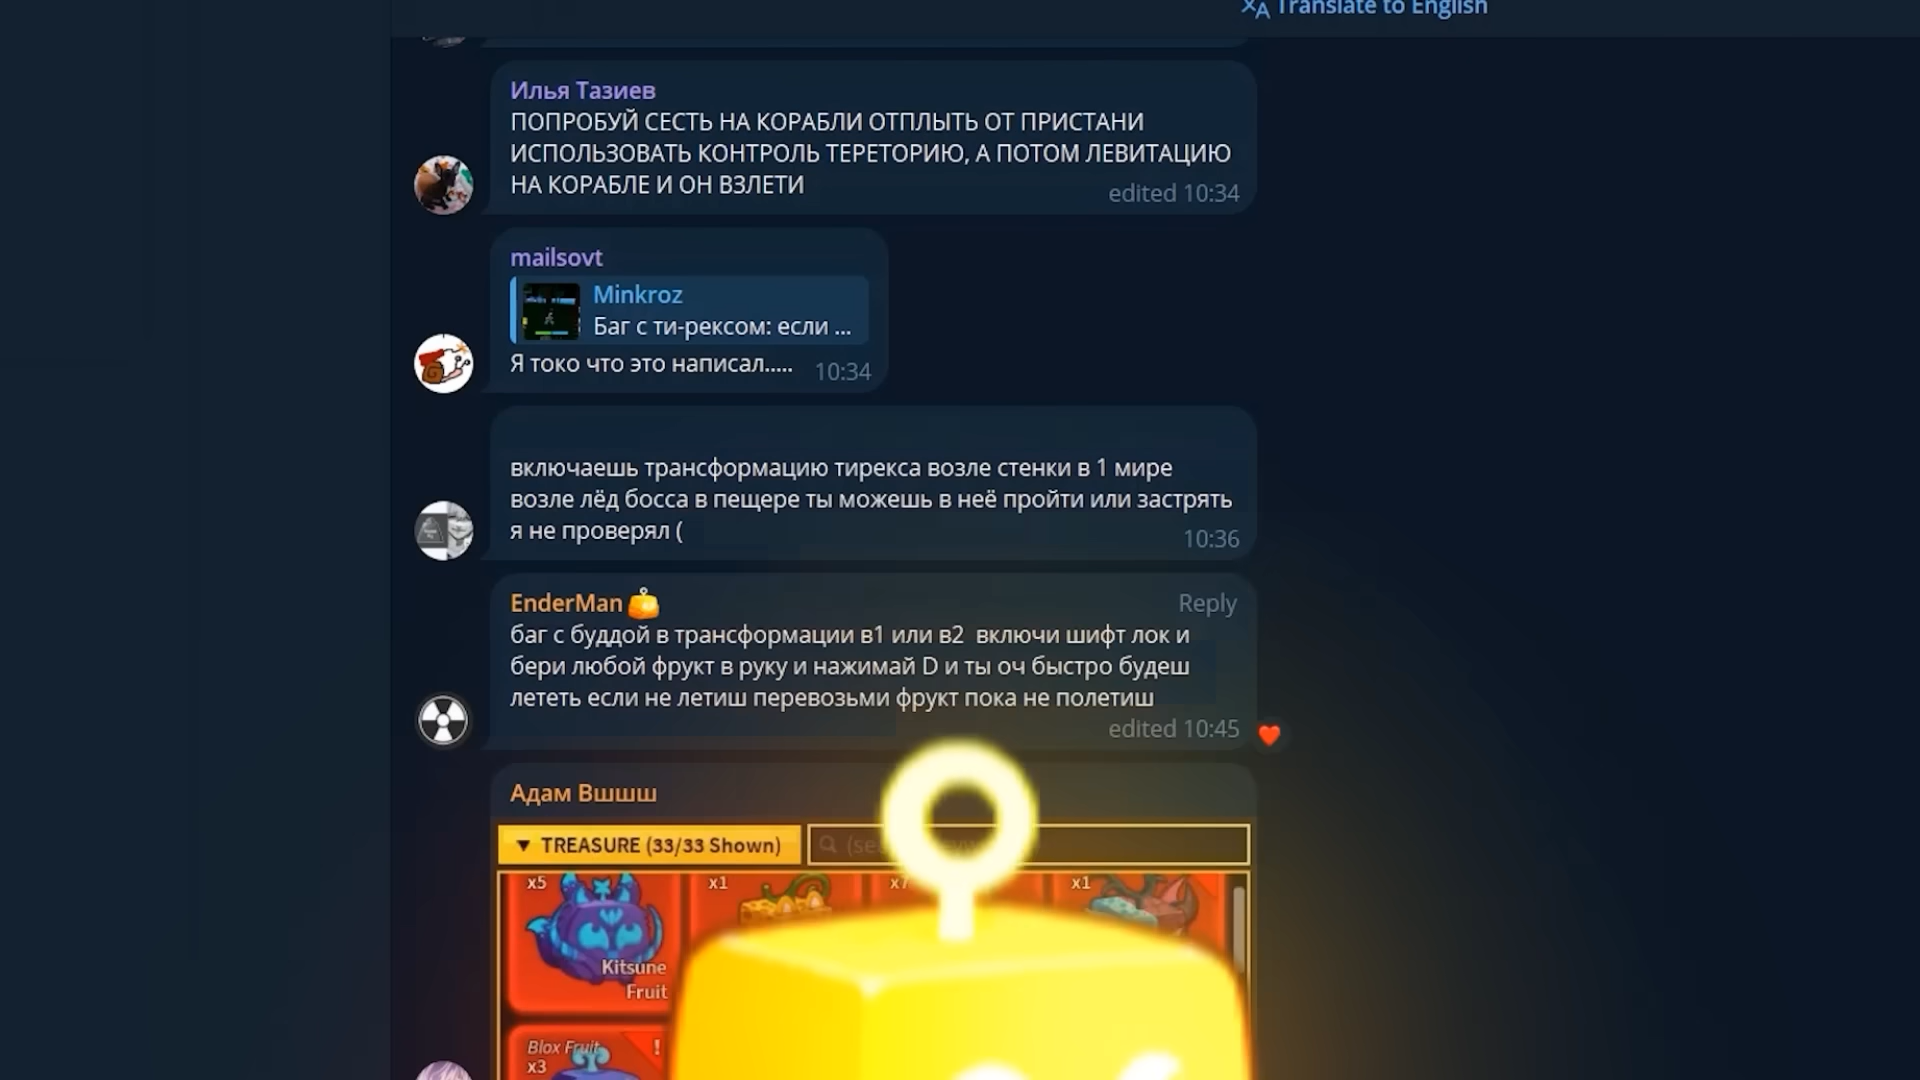 Translate to English
Илья Тазиев
ПОПРОБУЙ СЕСТЬ НА КОРАБЛИ ОТПЛЫТЬ ОТ ПРИСТАНИ
ИСПОЛЬЗОВАТЬ КОНТРОЛЬ ТЕРЕТОРИЮ, А ПОТОМ ЛЕВИТАЦИЮ
НА КОРАБЛЕ И ОН ВЗЛЕТИ
edited 10:34
mailsovt
Minkroz
Баг с ти-рексом: если ...
Я токо что это написал.....
10:34
включаешь трансформацию тирекса возле стенки в 1 мире
возле лёд босса в пещере ты можешь в неё пройти или застрять
я не проверял (
10:36
EnderMan
Reply
баг с буддой в трансформации в1 или в2 включи шифт лок и
бери любой фрукт в руку и нажимай D и ты оч быстро будеш
лететь если не летиш перевозьми фрукт пока не полетиш
edited 10:45
Адам Вшшш
▼ TREASURE (33/33 Shown)
x5
x1
x7
x1
Kitsune
Fruit
Blox Fruit
!
x3